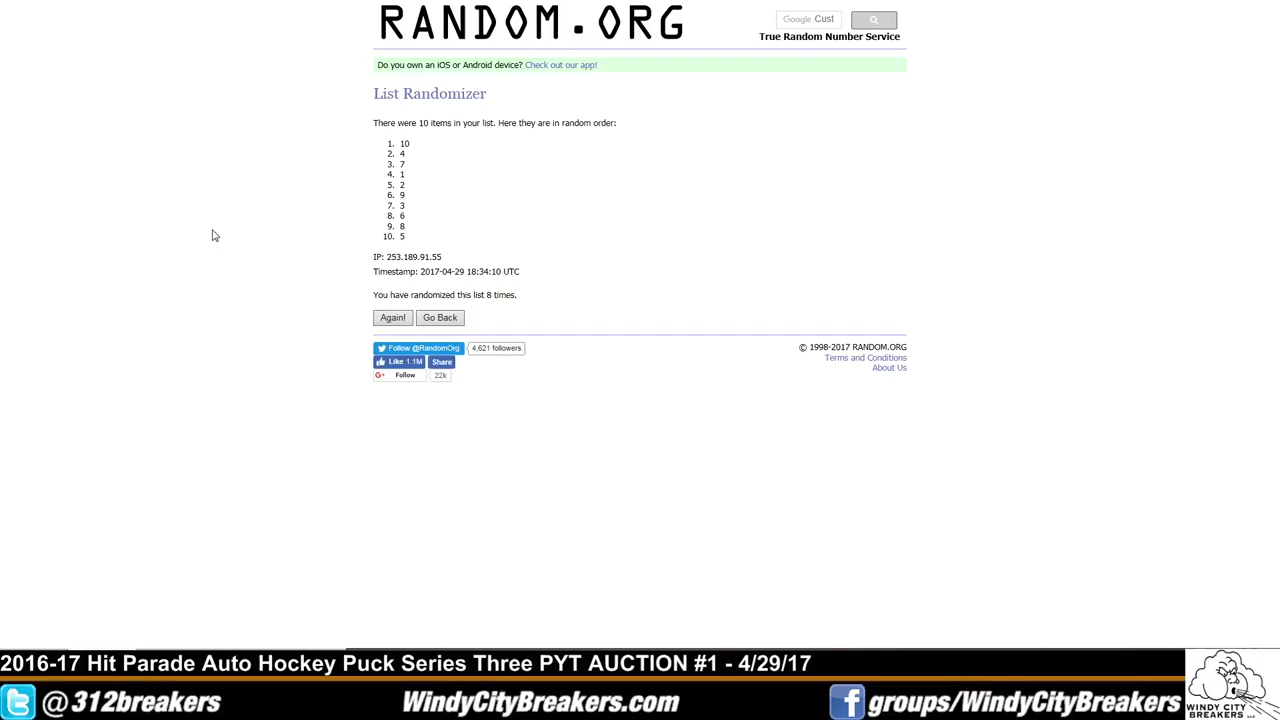 RANDOM.ORG
Google Cust
True Random Number Service
Do you own an iOS or Android device? Check out our app!
List Randomizer
There were 10 items in your list. Here they are in random order:
1. 10
2. 4
3. 7
4. 1
5. 2
6. 9
7. 3
8. 6
9. 8
10. 5
IP: 253.189.91.55
Timestamp: 2017-04-29 18:34:10 UTC
You have randomized this list 8 times.
Again! Go Back
Follow @RandomOrg 4,621 followers
Like 1.1M Share
G+ Follow 22k
© 1998-2017 RANDOM.ORG
Terms and Conditions
About Us
2016-17 Hit Parade Auto Hockey Puck Series Three PYT AUCTION #1 - 4/29/17
@312breakers WindyCityBreakers.com groups/WindyCityBreakers
WINDY CITY
BREAKERS LLC